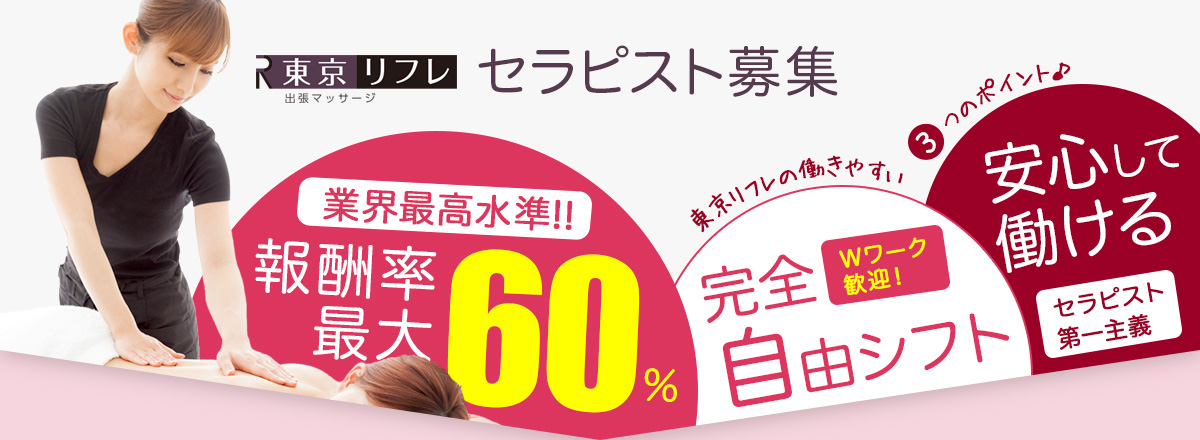 東京リフレ
出張マッサージ
セラピスト募集
業界最高水準!!
報酬率
最大
60%
東京リフレの働きやすい
3つのポイント♪
完全
自由シフト
Wワーク
歓迎!
安心して
働ける
セラピスト
第一主義